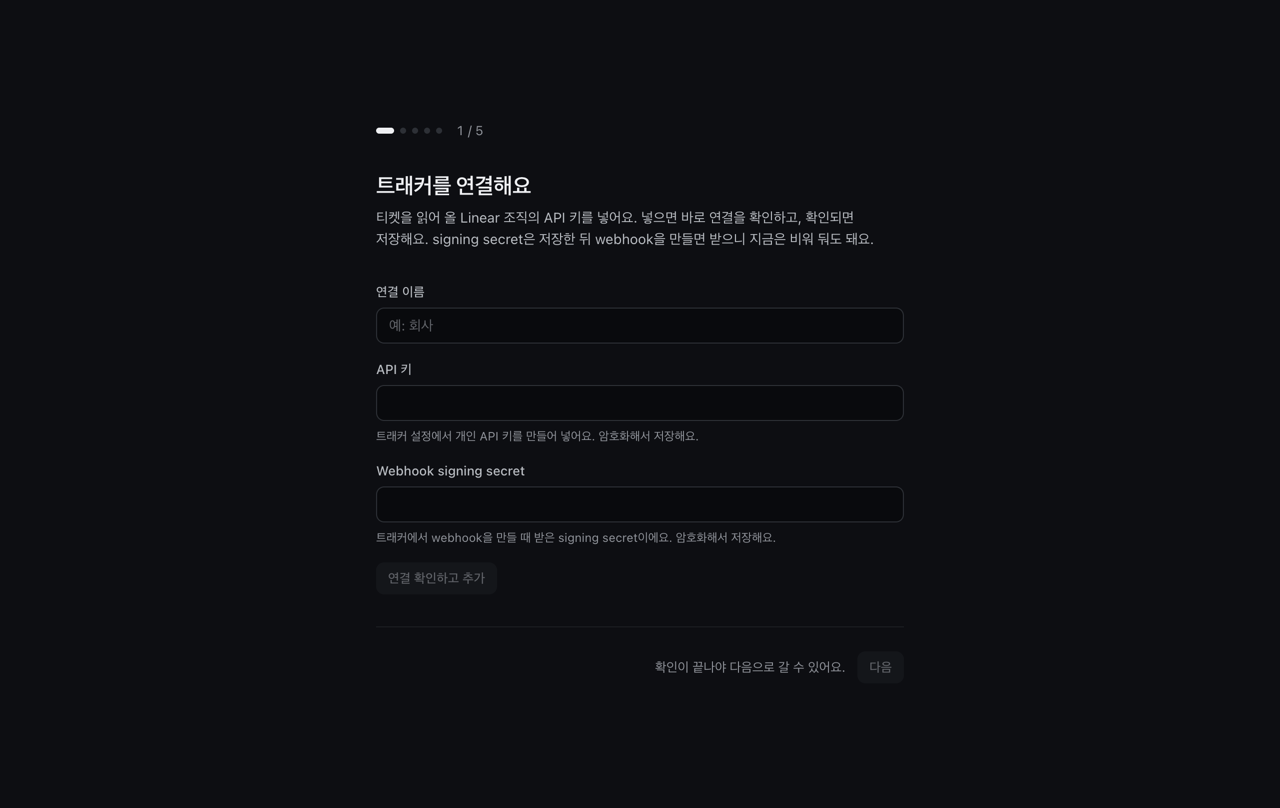 1 / 5
트래커를 연결해요
티켓을 읽어 올 Linear 조직의 API 키를 넣어요. 넣으면 바로 연결을 확인하고, 확인되면
저장해요. signing secret은 저장한 뒤 webhook을 만들면 받으니 지금은 비워 둬도 돼요.
연결 이름
예: 회사
API 키
트래커 설정에서 개인 API 키를 만들어 넣어요. 암호화해서 저장해요.
Webhook signing secret
트래커에서 webhook을 만들 때 받은 signing secret이에요. 암호화해서 저장해요.
연결 확인하고 추가
확인이 끝나야 다음으로 갈 수 있어요.
다음